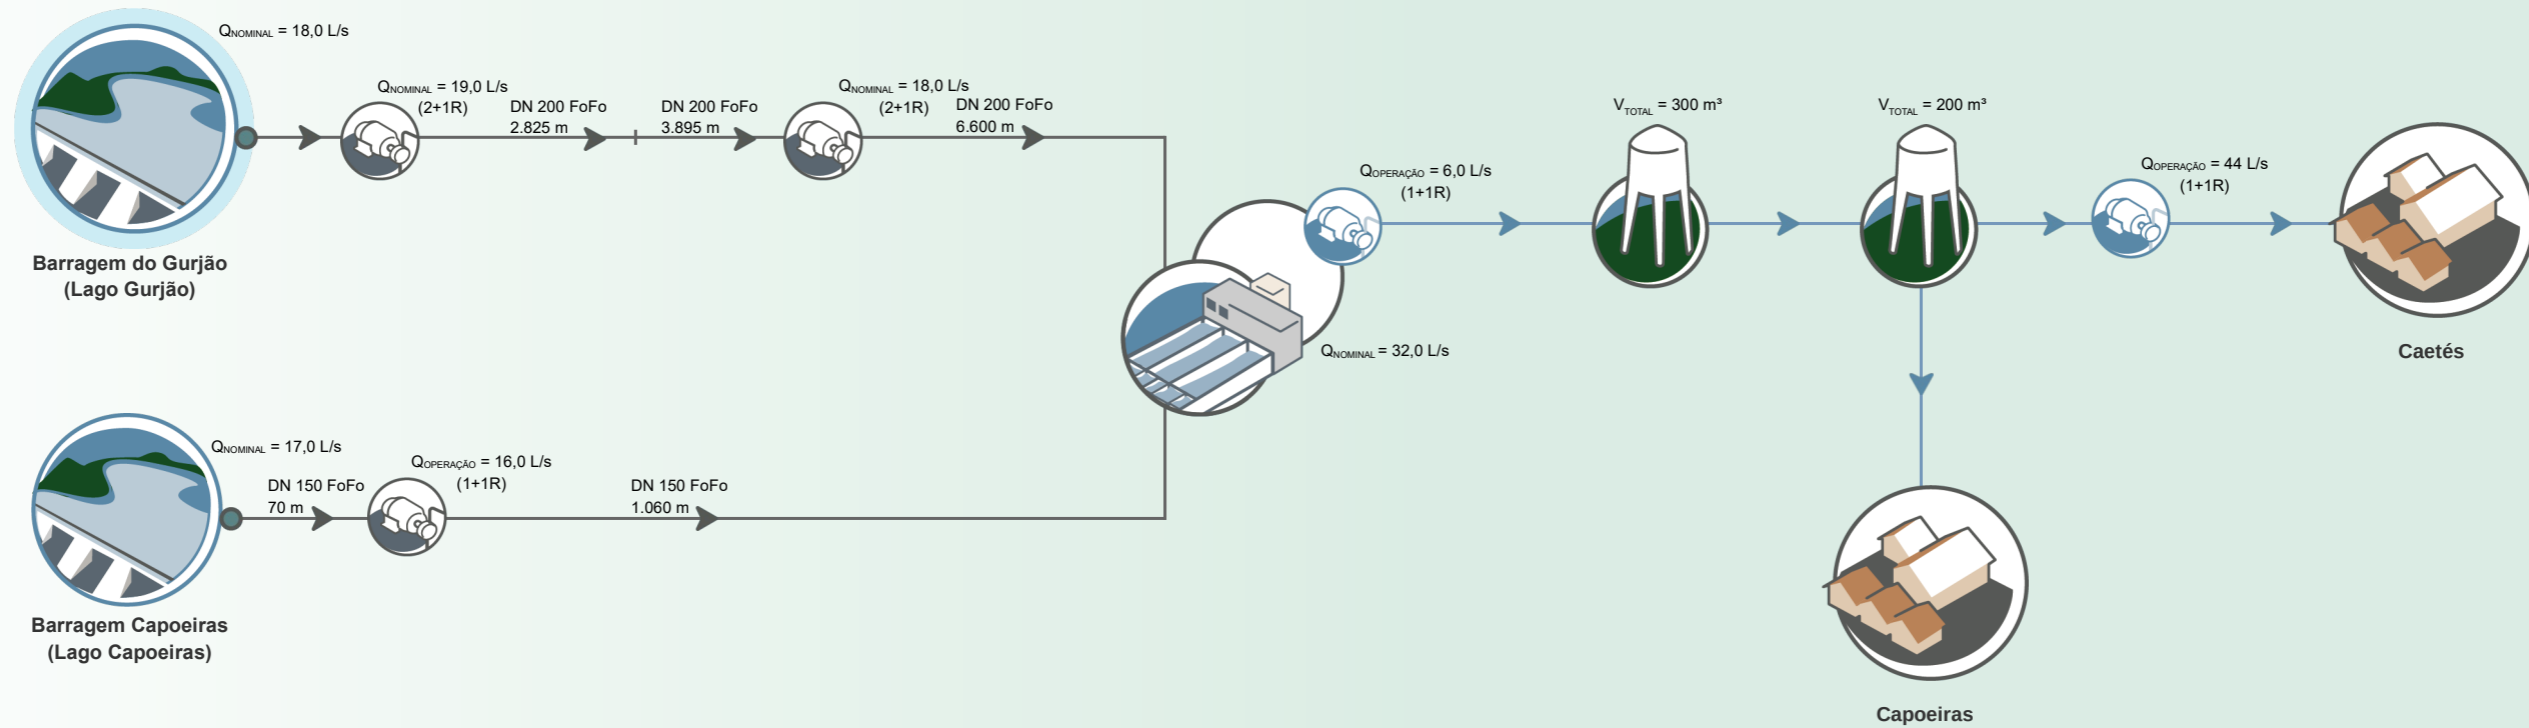 QNOMINAL = 18,0 L/s
QNOMINAL = 19,0 L/s
(2+1R)
DN 200 FoFo
2.825 m
DN 200 FoFo
3.895 m
QNOMINAL = 18,0 L/s
(2+1R)
DN 200 FoFo
6.600 m
Barragem do Gurjão
(Lago Gurjão)
QOPERAÇÃO = 6,0 L/s
(1+1R)
VTOTAL = 300 m³
VTOTAL = 200 m³
QOPERAÇÃO = 44 L/s
(1+1R)
Caetés
QNOMINAL = 32,0 L/s
QNOMINAL = 17,0 L/s
DN 150 FoFo
70 m
QOPERAÇÃO = 16,0 L/s
(1+1R)
DN 150 FoFo
1.060 m
Barragem Capoeiras
(Lago Capoeiras)
Capoeiras